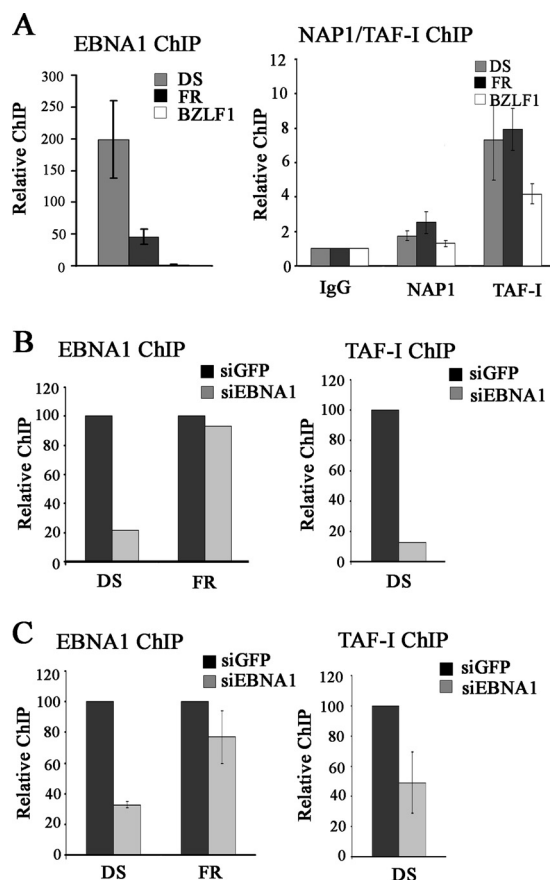 A
EBNA1 ChIP
Relative ChIP
300
250
200
150
100
50
0
DS
FR
BZLF1
NAP1/TAF-I ChIP
Relative ChIP
12
10
8
6
4
2
0
DS
FR
BZLF1
IgG NAP1 TAF-I
B
EBNA1 ChIP
Relative ChIP
120
100
80
60
40
20
0
siGFP
siEBNA1
DS FR
TAF-I ChIP
Relative ChIP
120
100
80
60
40
20
0
siGFP
siEBNA1
DS
C
EBNA1 ChIP
Relative ChIP
120
100
80
60
40
20
0
siGFP
siEBNA1
DS FR
TAF-I ChIP
Relative ChIP
120
100
80
60
40
20
0
siGFP
siEBNA1
DS